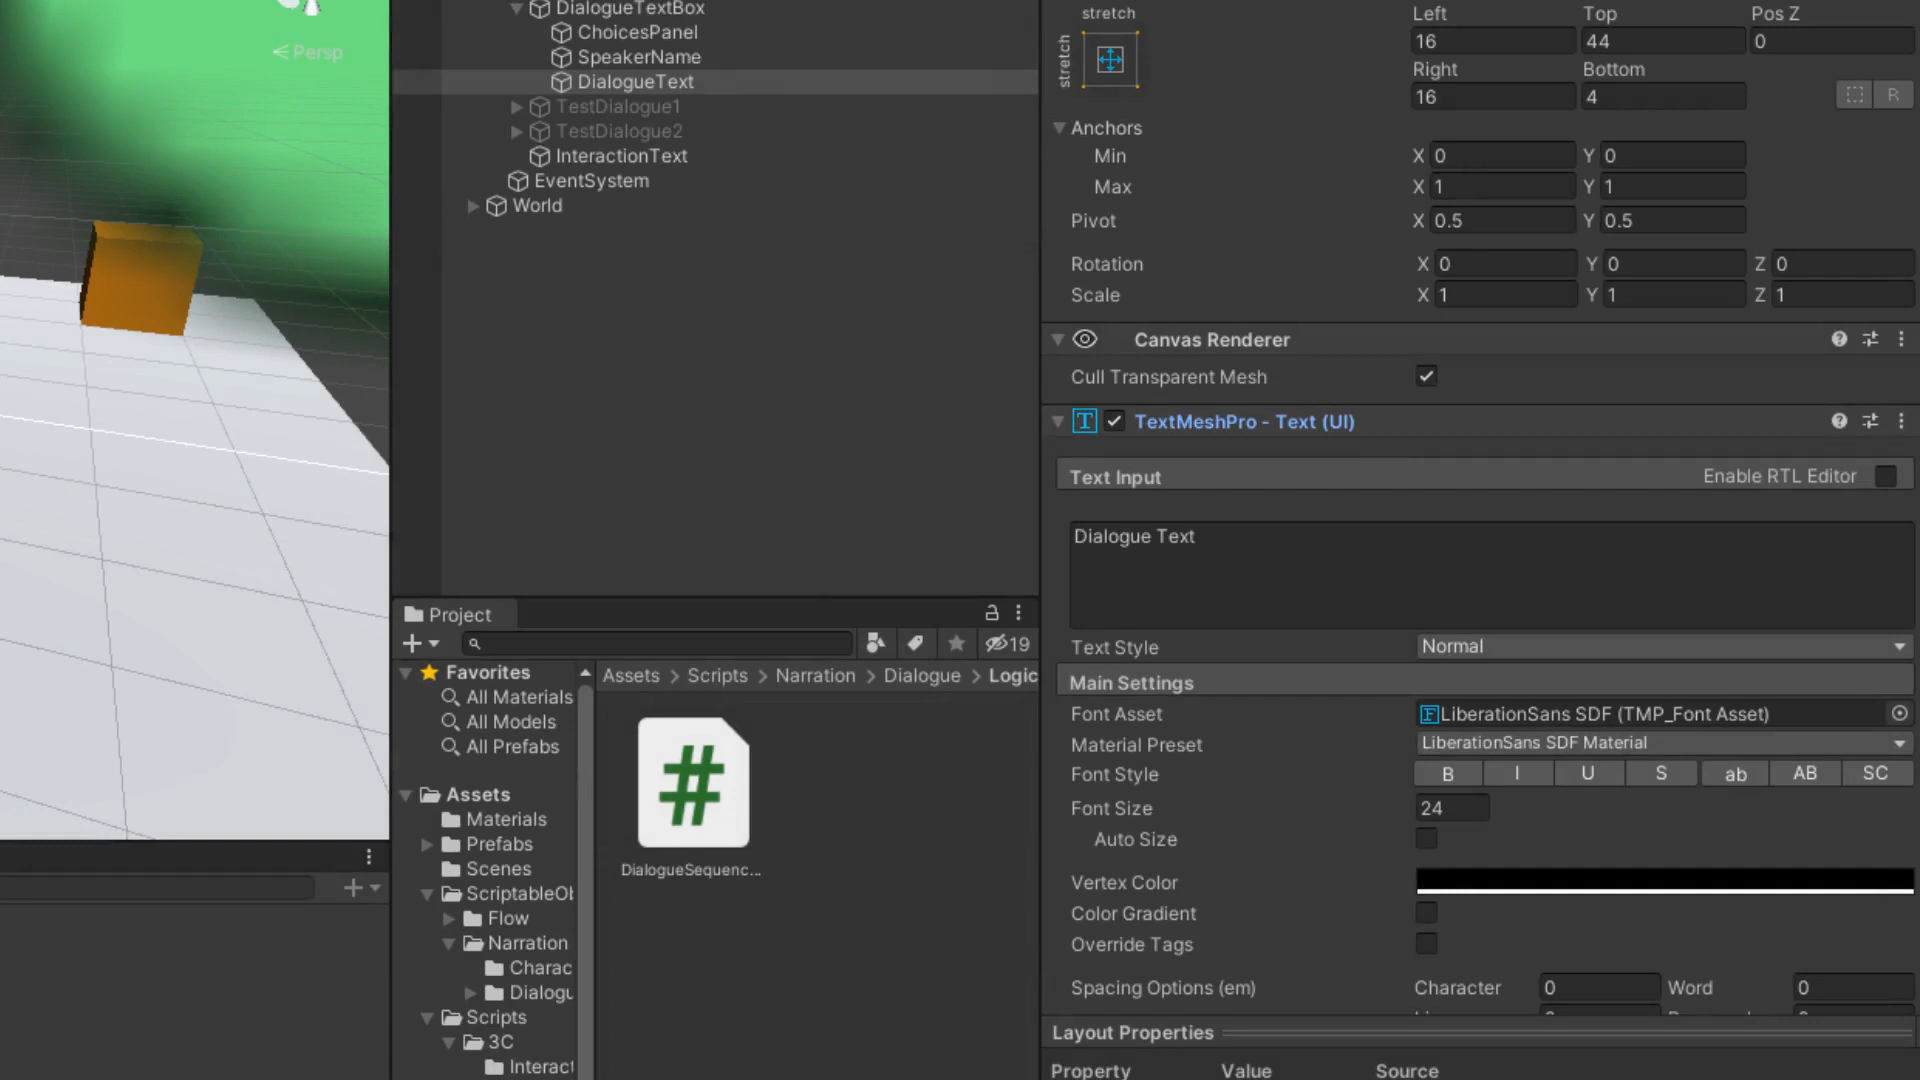 Persp
DialogueTextBox
ChoicesPanel
SpeakerName
DialogueText
TestDialogue1
TestDialogue2
InteractionText
EventSystem
World
Project
19
Favorites
All Materials
All Models
All Prefabs
Assets
Materials
Prefabs
Scenes
ScriptableOb
Flow
Narration
Charac
Dialogu
Scripts
3C
Interact
Assets > Scripts > Narration > Dialogue > Logic
#
DialogueSequenc...
stretch
stretch
Left Top Pos Z
16 44 0
Right Bottom
16 4 R
Anchors
Min X 0 Y 0
Max X 1 Y 1
Pivot X 0.5 Y 0.5
Rotation X 0 Y 0 Z 0
Scale X 1 Y 1 Z 1
Canvas Renderer
Cull Transparent Mesh
T TextMeshPro - Text (UI)
Text Input Enable RTL Editor
Dialogue Text
Text Style Normal
Main Settings
Font Asset F LiberationSans SDF (TMP_Font Asset)
Material Preset LiberationSans SDF Material
Font Style B I U S ab AB SC
Font Size 24
Auto Size
Vertex Color
Color Gradient
Override Tags
Spacing Options (em) Character 0 Word 0
Layout Properties
Property Value Source